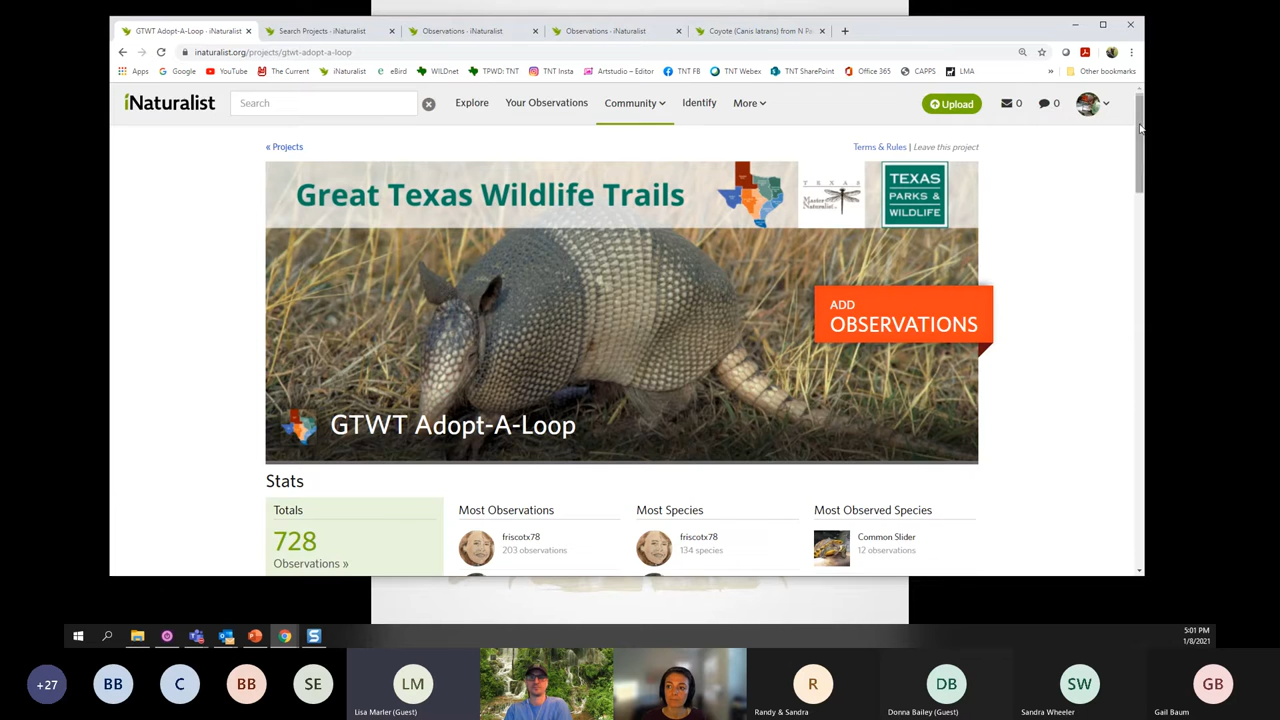 GTWT Adopt-A-Loop · iNaturalist
Search Projects · iNaturalist
Observations · iNaturalist
Observations · iNaturalist
Coyote (Canis latrans) from N Pa
inaturalist.org/projects/gtwt-adopt-a-loop
Apps Google YouTube The Current iNaturalist eBird WILDnet TPWD: TNT TNT Insta Artstudio – Editor TNT FB TNT Webex TNT SharePoint Office 365 CAPPS LMA » Other bookmarks
iNaturalist Search Explore Your Observations Community Identify More Upload 0 0
« Projects
Terms & Rules | Leave this project
Great Texas Wildlife Trails
TEXAS
Master Naturalist
TEXAS
PARKS &
WILDLIFE
ADD
OBSERVATIONS
GTWT Adopt-A-Loop
Stats
Totals
728
Observations »
Most Observations
friscotx78
203 observations
Most Species
friscotx78
134 species
Most Observed Species
Common Slider
12 observations
5:01 PM
1/8/2021
+27 BB C BB SE LM R DB SW GB
Lisa Marler (Guest)
Randy & Sandra
Donna Bailey (Guest)
Sandra Wheeler
Gail Baum